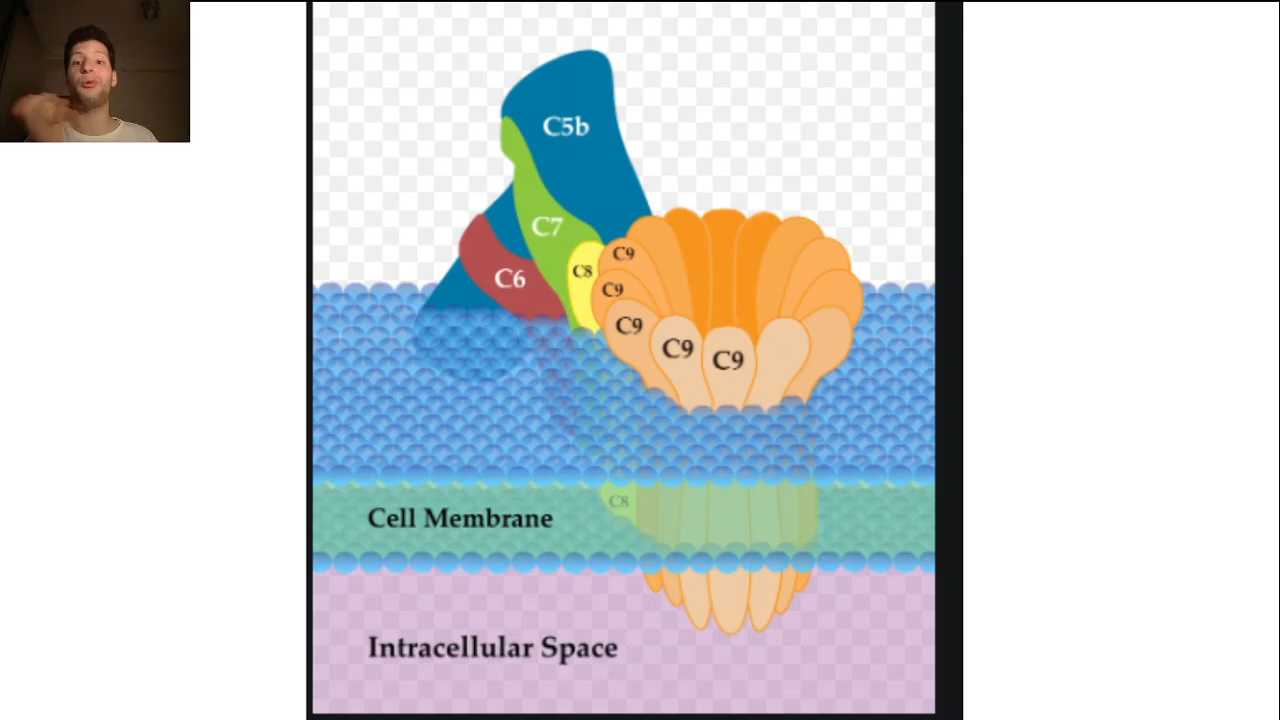 C5b
C7
C9
C8
C6
C9
C9
C9
C9
C8
Cell Membrane
Intracellular Space